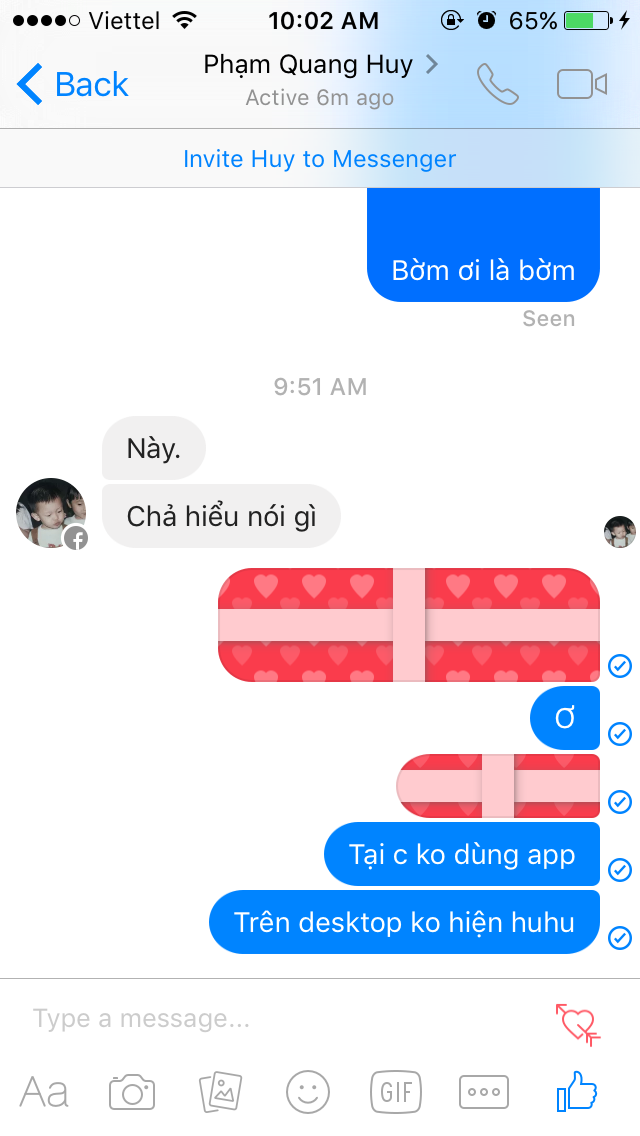 Viettel 10:02 AM 65%
Back
Phạm Quang Huy
Active 6m ago
Invite Huy to Messenger
Bờm ơi là bờm
Seen
9:51 AM
Này.
Chả hiểu nói gì
Ơ
Tại c ko dùng app
Trên desktop ko hiện huhu
Type a message...
Aa
GIF